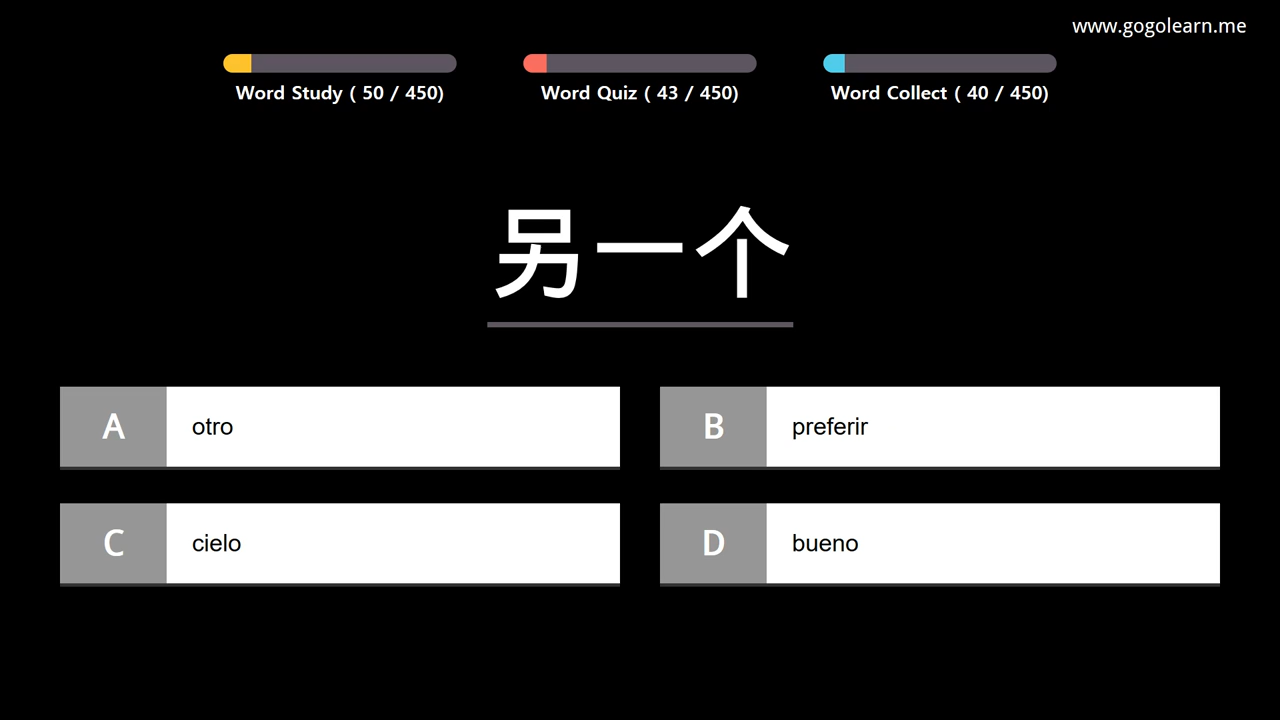 www.gogolearn.me
Word Study ( 50 / 450)
Word Quiz ( 43 / 450)
Word Collect ( 40 / 450)
另一个
A
otro
B
preferir
C
cielo
D
bueno